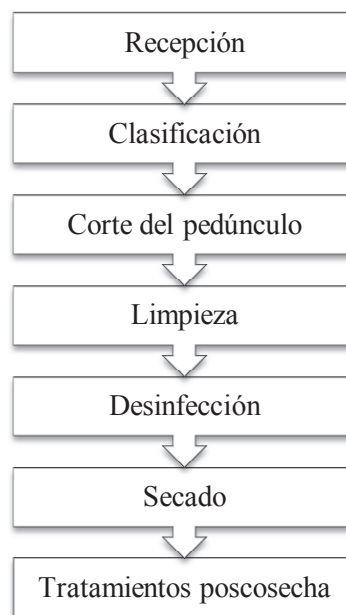 Recepción
Clasificación
Corte del pedúnculo
Limpieza
Desinfección
Secado
Tratamientos poscosecha